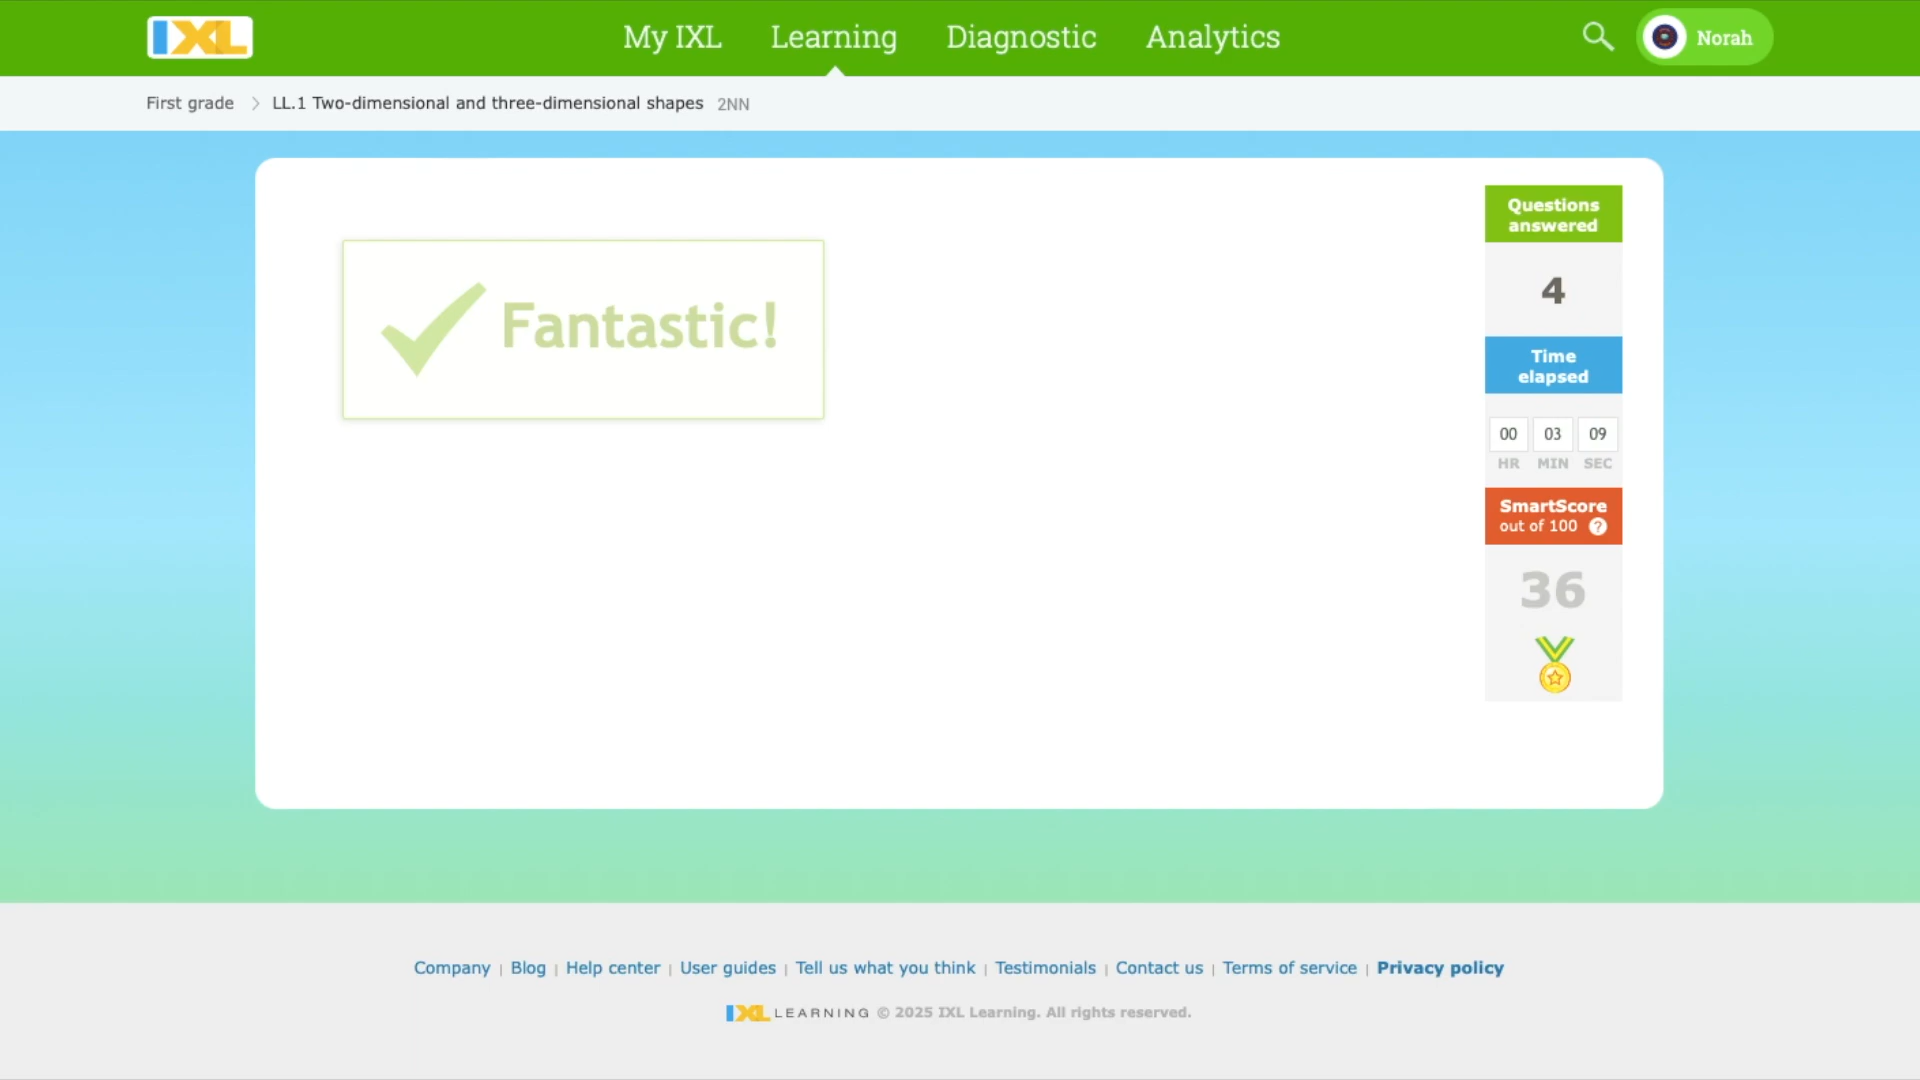 IXL
My IXL
Learning
Diagnostic
Analytics
Norah
First grade
LL.1 Two-dimensional and three-dimensional shapes 2NN
Fantastic!
Questions
answered
4
Time
elapsed
00 03 09
HR MIN SEC
SmartScore
out of 100 ?
36
Company | Blog | Help center | User guides | Tell us what you think | Testimonials | Contact us | Terms of service | Privacy policy
IXL LEARNING © 2025 IXL Learning. All rights reserved.